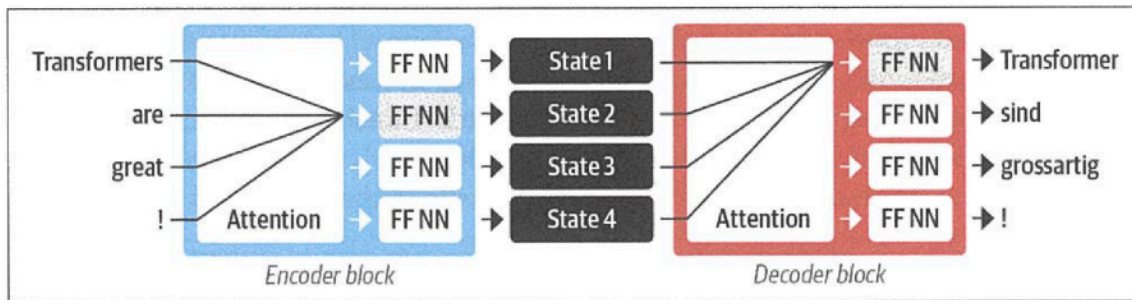 Transformers FF NN State 1 FF NN Transformer
are FF NN State 2 FF NN sind
great FF NN State 3 FF NN grossartig
! Attention FF NN State 4 Attention FF NN !
Encoder block Decoder block